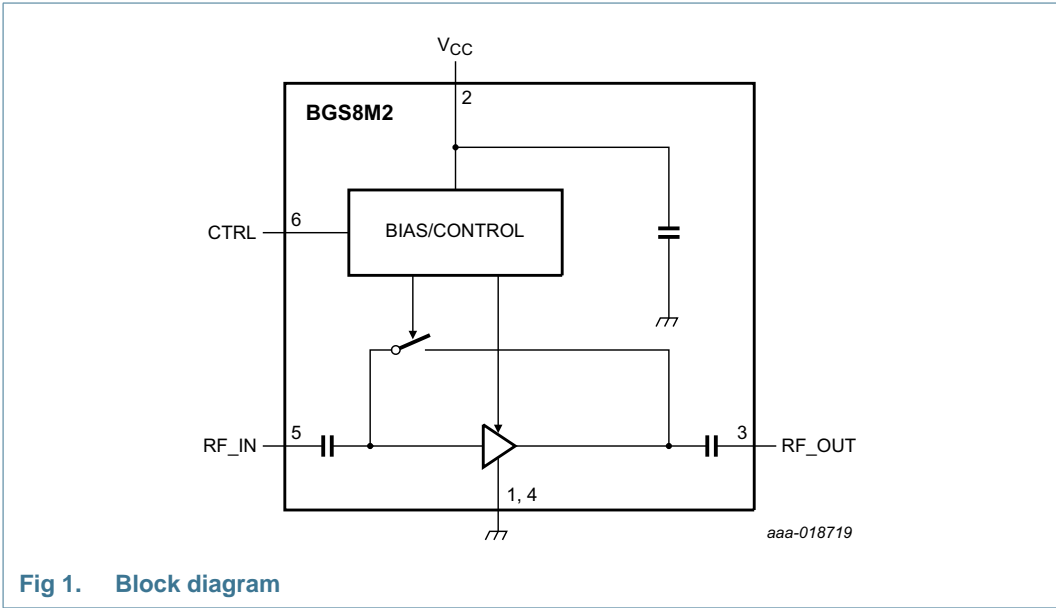 VCC
2
BGS8M2
6
CTRL
BIAS/CONTROL
RF_IN
5
3
RF_OUT
1, 4
aaa-018719
Fig 1. Block diagram